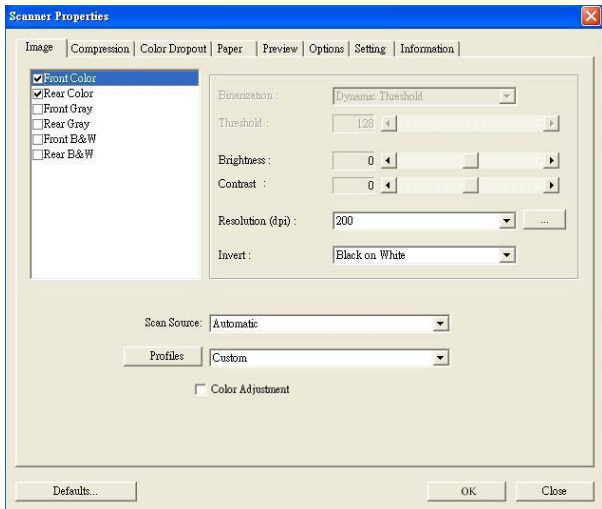 Scanner Properties
Image Compression Color Dropout Paper Preview Options Setting Information
Front Color
Rear Color
Front Gray
Rear Gray
Front B&W
Rear B&W
Binarization : Dynamic Threshold
Threshold : 128
Brightness : 0
Contrast : 0
Resolution (dpi) : 200 ...
Invert : Black on White
Scan Source: Automatic
Profiles Custom
Color Adjustment
Defaults... OK Close